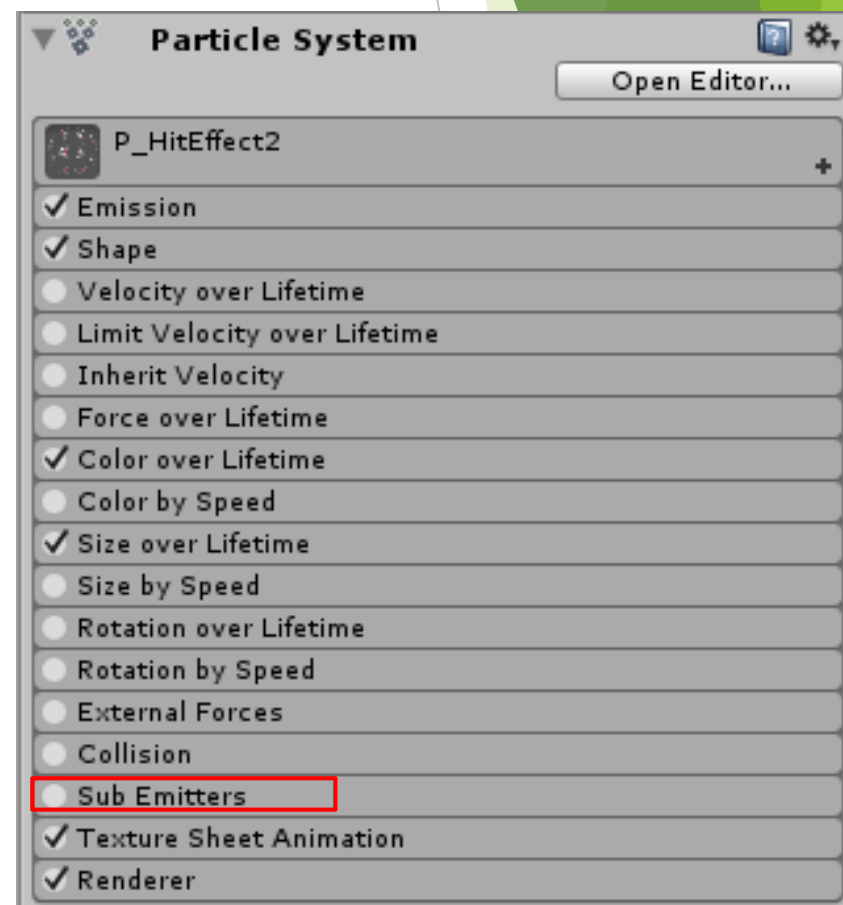 Particle System
Open Editor...
P_HitEffect2
Emission
Shape
Velocity over Lifetime
Limit Velocity over Lifetime
Inherit Velocity
Force over Lifetime
Color over Lifetime
Color by Speed
Size over Lifetime
Size by Speed
Rotation over Lifetime
Rotation by Speed
External Forces
Collision
Sub Emitters
Texture Sheet Animation
Renderer